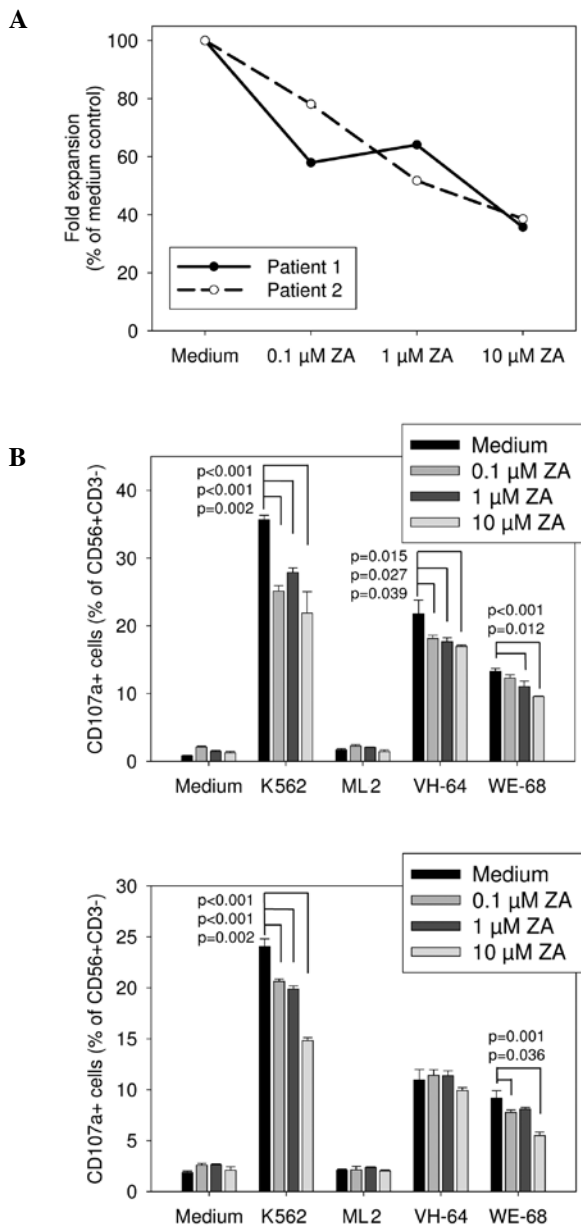 A
100
80
60
40
20
0
Fold expansion
(% of medium control)
Patient 1
Patient 2
Medium
0.1 µM ZA
1 µM ZA
10 µM ZA
B
Medium
0.1 µM ZA
1 µM ZA
10 µM ZA
40
30
20
10
0
CD107a+ cells (% of CD56+CD3-)
p<0.001
p<0.001
p=0.002
p=0.015
p=0.027
p=0.039
p<0.001
p=0.012
Medium
K562
ML2
VH-64
WE-68
Medium
0.1 µM ZA
1 µM ZA
10 µM ZA
30
25
20
15
10
5
0
CD107a+ cells (% of CD56+CD3-)
p<0.001
p<0.001
p=0.002
p=0.001
p=0.036
Medium
K562
ML2
VH-64
WE-68